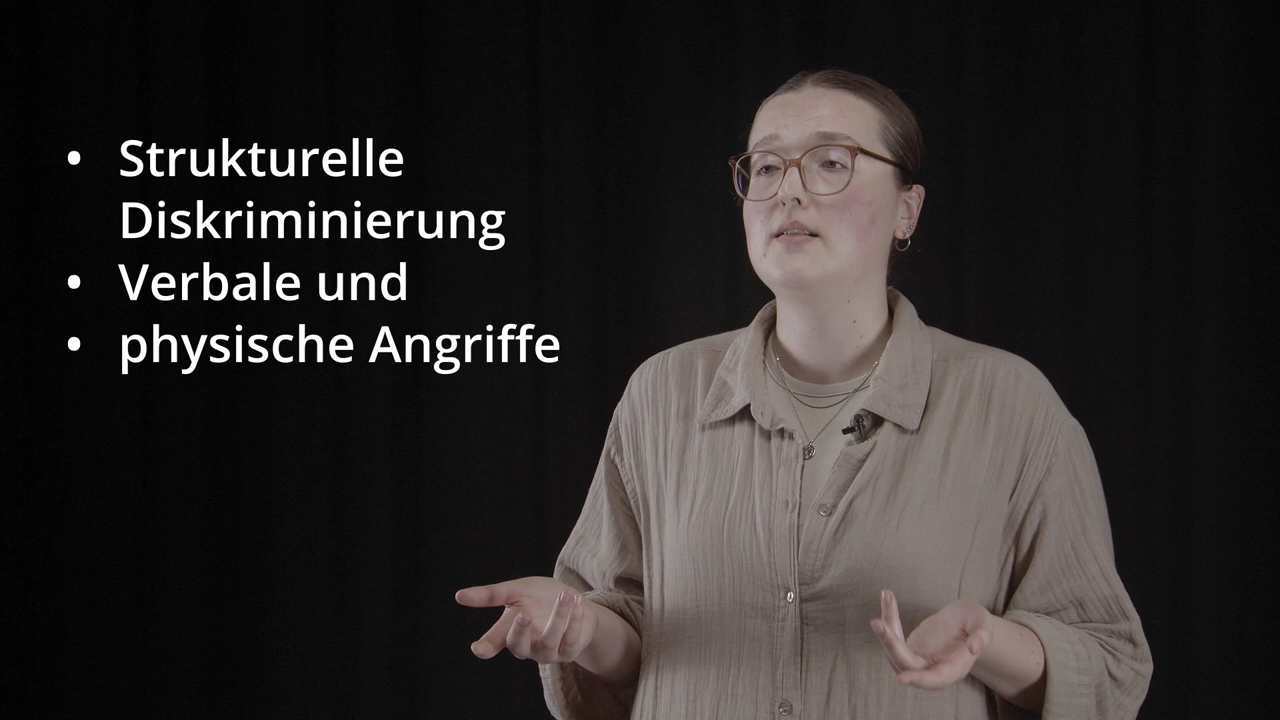 • Strukturelle
Diskriminierung
• Verbale und
• physische Angriffe